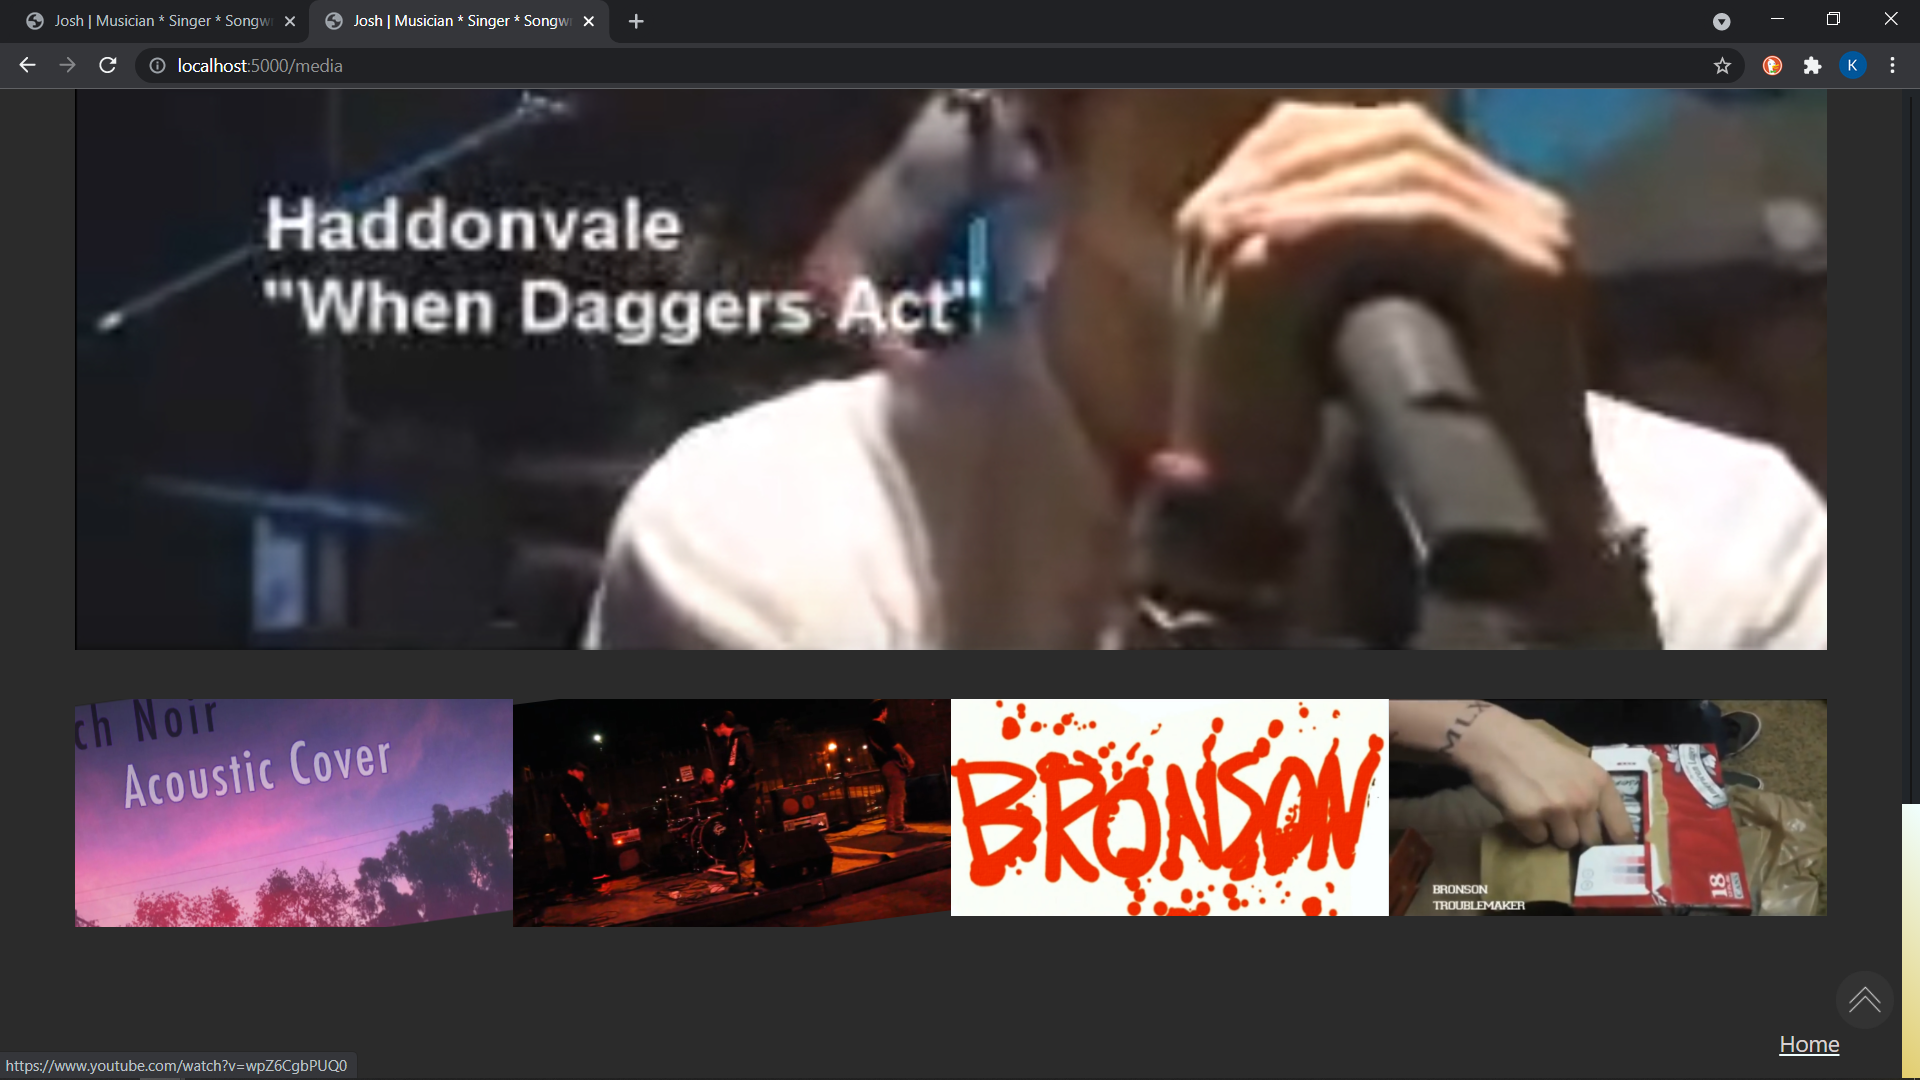 Josh | Musician * Singer * Songw
Josh | Musician * Singer * Songw
localhost:5000/media
K
Haddonvale
"When Daggers Act"
ch Noir
Acoustic Cover
BRONSON
MLX
18
BRONSON
TROUBLEMAKER
Home
https://www.youtube.com/watch?v=wpZ6CgbPUQ0